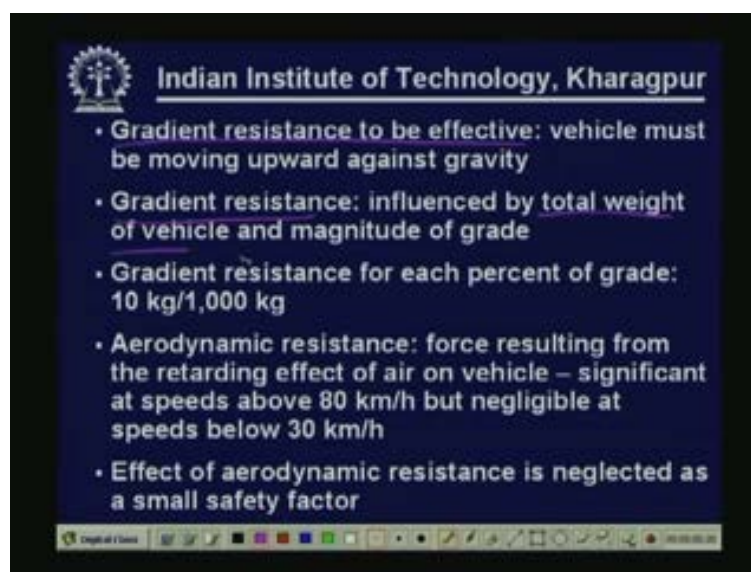 Indian Institute of Technology, Kharagpur
• Gradient resistance to be effective: vehicle must
be moving upward against gravity
• Gradient resistance: influenced by total weight
of vehicle and magnitude of grade
• Gradient resistance for each percent of grade:
10 kg/1,000 kg
• Aerodynamic resistance: force resulting from
the retarding effect of air on vehicle – significant
at speeds above 80 km/h but negligible at
speeds below 30 km/h
• Effect of aerodynamic resistance is neglected as
a small safety factor